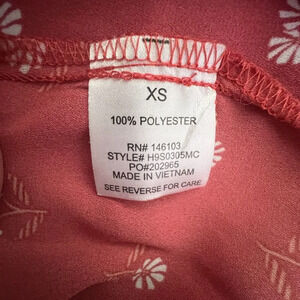 XS
100% POLYESTER
RN# 146103
STYLE# H9S0305MC
PO#202965
MADE IN VIETNAM
SEE REVERSE FOR CARE